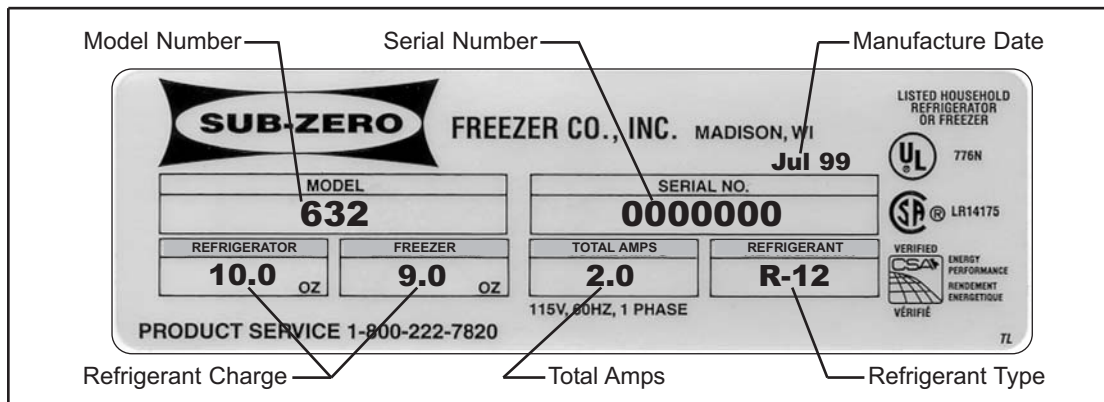 Model Number
Serial Number
Manufacture Date
SUB-ZERO
FREEZER CO., INC. MADISON, WI
Jul 99
LISTED HOUSEHOLD
REFRIGERATOR
OR FREEZER
UL
®
776N
MODEL
632
SERIAL NO.
0000000
SA ® LR14175
REFRIGERATOR
10.0 OZ
FREEZER
9.0 OZ
TOTAL AMPS
2.0
REFRIGERANT
R-12
VERIFIED
CSA
ENERGY
PERFORMANCE
RENDEMENT
ENERGETIQUE
VÉRIFIÉ
115V, 60HZ, 1 PHASE
PRODUCT SERVICE 1-800-222-7820
TL
Refrigerant Charge
Total Amps
Refrigerant Type